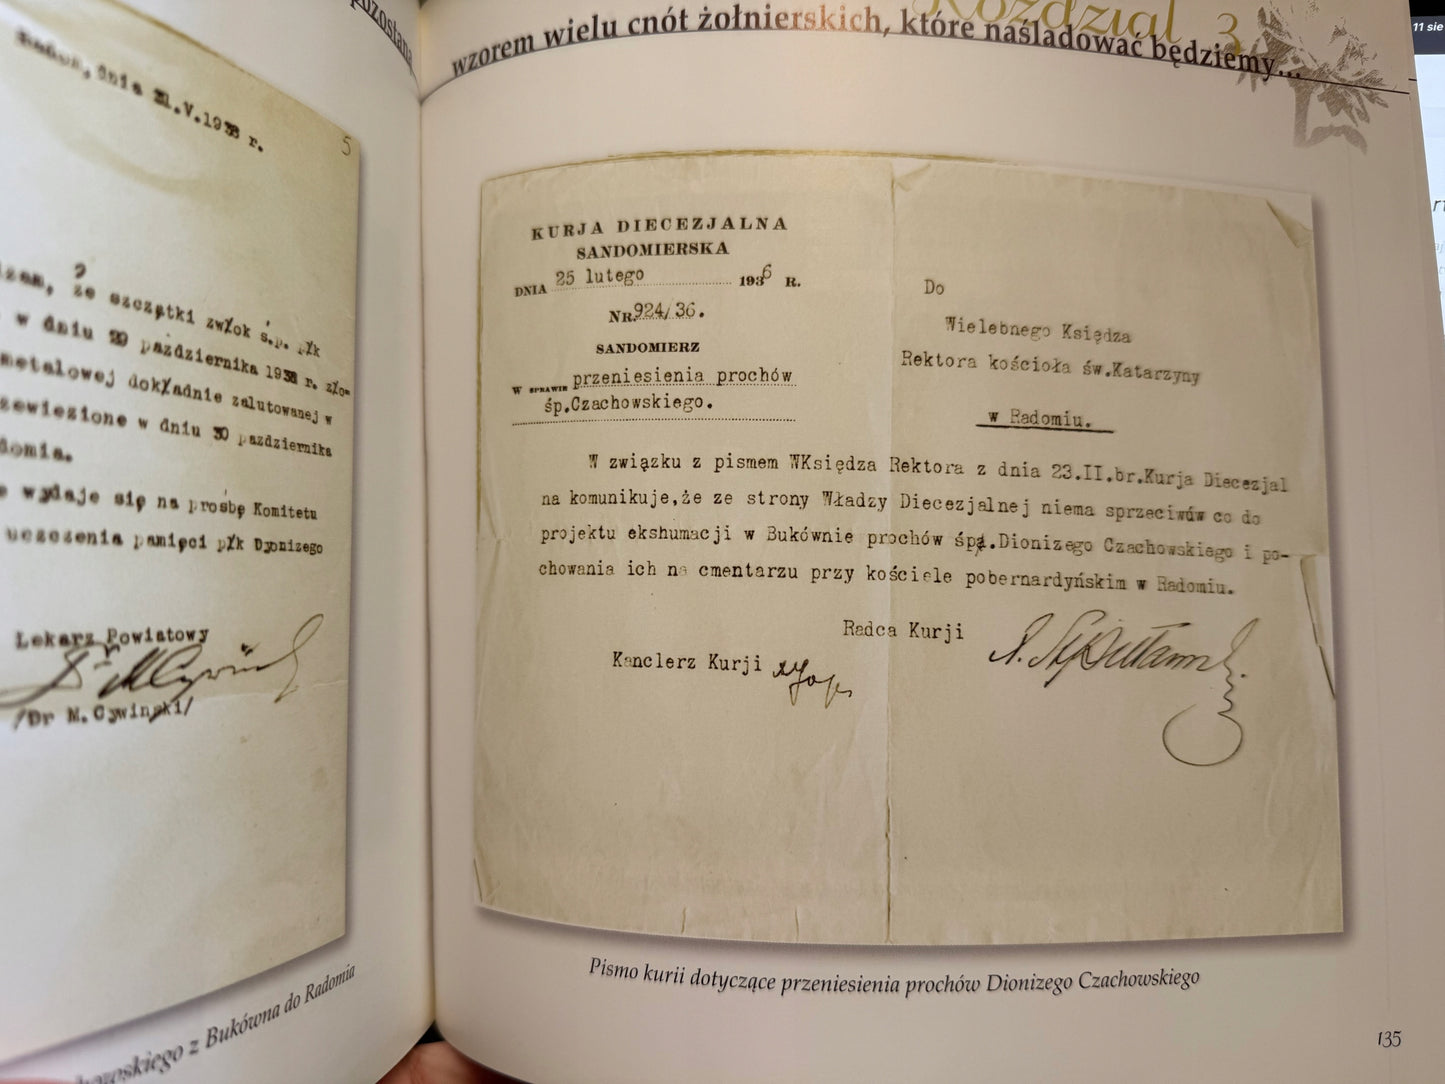 pozostaną
Radom, dnia 21.V.1938 r.
5
że szczątki zwłok ś.p. płk
w dniu 29 października 1938 r. zło-
metalowej dokładnie zalutowanej w
w dniu 30 października
wydaje się na prośbę Komitetu
uczczenia pamięci płk Dyonizego
Lekarz Powiatowy
/Dr M. Cywiński/
z Bukówna do Radomia
Rozdział 3
wzorem wielu cnót żołnierskich, które naśladować będziemy...
KURJA DIECEZJALNA
SANDOMIERSKA
DNIA 25 lutego 1936 R.
NR. 924/36.
SANDOMIERZ
W SPRAWIE przeniesienia prochów
śp.Czachowskiego.
Do
Wielebnego Księdza
Rektora kościoła św.Katarzyny
w Radomiu.
W związku z pismem WKsiędza Rektora z dnia 23.II.br.Kurja Diecezjal
na komunikuje,że ze strony Władzy Diecezjalnej niema sprzeciwów co do
projektu ekshumacji w Bukównie prochów śp.Dionizego Czachowskiego i po-
chowania ich na cmentarzu przy kościele pobernardyńskim w Radomiu.
Radca Kurji
Kanclerz Kurji
Pismo kurii dotyczące przeniesienia prochów Dionizego Czachowskiego
135
11 sie